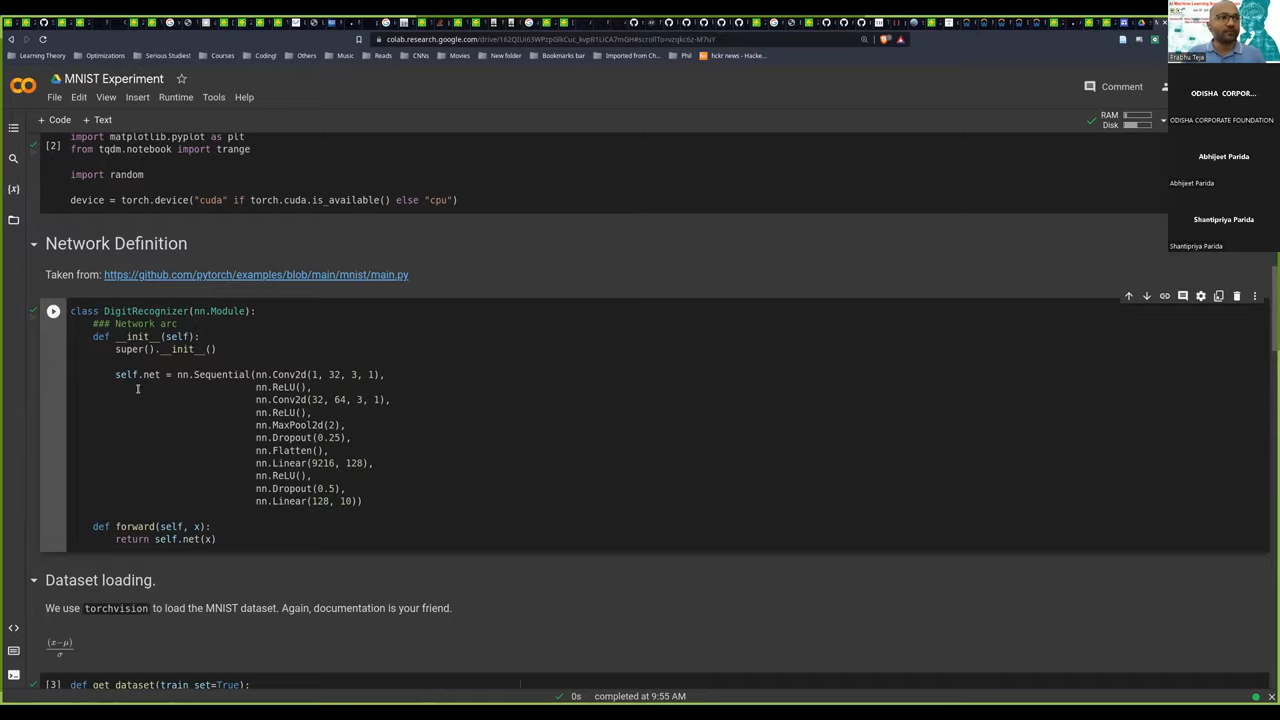 colab.research.google.com/drive/162QIUi63WPzpGlkCuc_kvpR1LiCA7mGH#scrollTo=vzqkc6z-M7uY
Learning Theory
Optimizations
Serious Studies!
Courses
Coding!
Others
Music
Reads
CNNs
Movies
New folder
Bookmarks bar
Imported from Ch...
Phil
hckr news - Hacke...
MNIST Experiment
Comment
File Edit View Insert Runtime Tools Help
+ Code + Text
RAM
Disk
import matplotlib.pyplot as plt
[2] from tqdm.notebook import trange
import random
device = torch.device("cuda" if torch.cuda.is_available() else "cpu")
Network Definition
Taken from: https://github.com/pytorch/examples/blob/main/mnist/main.py
class DigitRecognizer(nn.Module):
### Network arc
def __init__(self):
super().__init__()
self.net = nn.Sequential(nn.Conv2d(1, 32, 3, 1),
nn.ReLU(),
nn.Conv2d(32, 64, 3, 1),
nn.ReLU(),
nn.MaxPool2d(2),
nn.Dropout(0.25),
nn.Flatten(),
nn.Linear(9216, 128),
nn.ReLU(),
nn.Dropout(0.5),
nn.Linear(128, 10))
def forward(self, x):
return self.net(x)
Dataset loading.
We use torchvision to load the MNIST dataset. Again, documentation is your friend.
(x−μ)
σ
[3] def get_dataset(train_set=True):
0s completed at 9:55 AM
Prabhu Teja
ODISHA CORPOR...
ODISHA CORPORATE FOUNDATION
Abhijeet Parida
Abhijeet Parida
Shantipriya Parida
Shantipriya Parida